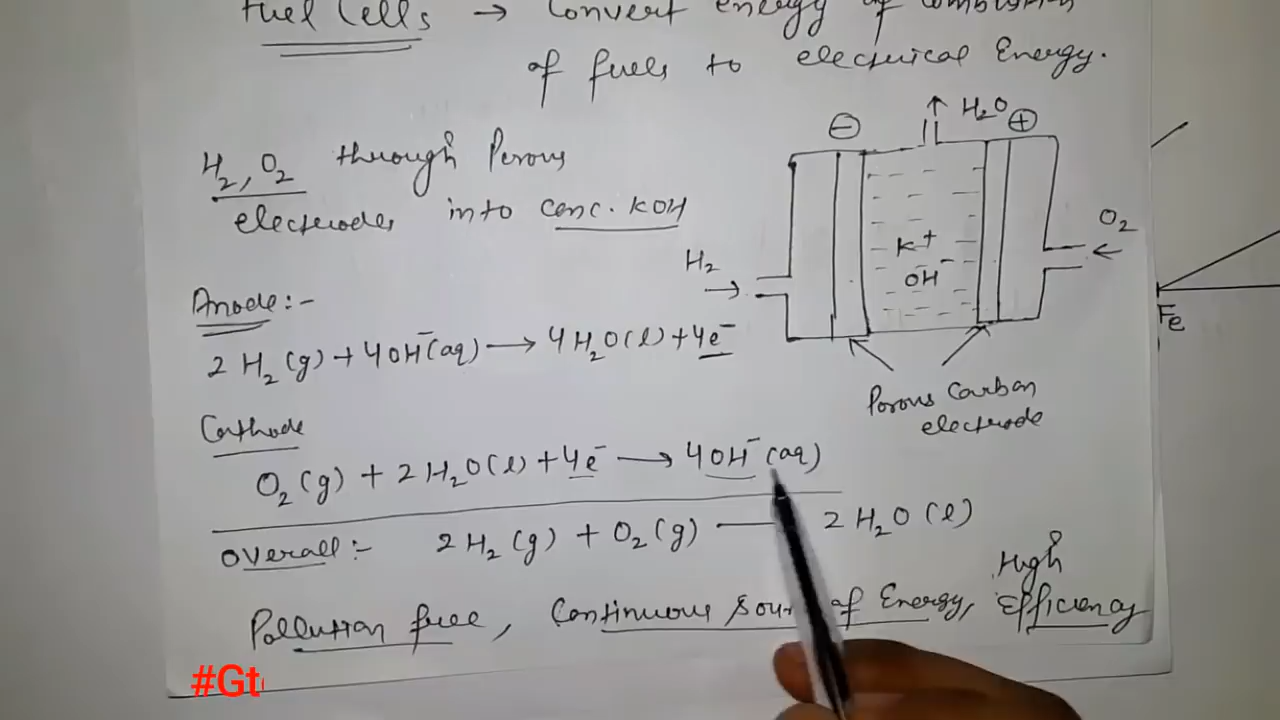 Fuel Cells → Convert energy of combustion
of fuels to electrical Energy.
H₂, O₂ through Porous
electrodes into conc. KOH
⊖
↑ H₂O
⊕
H₂ →
K⁺
OH⁻
O₂ ←
Porous Carbon
electrode
Fe
Anode:-
2 H₂(g) + 4OH⁻(aq) → 4H₂O(l) + 4e⁻
Cathode
O₂(g) + 2H₂O(l) + 4e⁻ → 4OH⁻(aq)
Overall:- 2H₂(g) + O₂(g) — 2H₂O(l)
Pollution free, Continuous of Energy, High Efficiency
#Gt